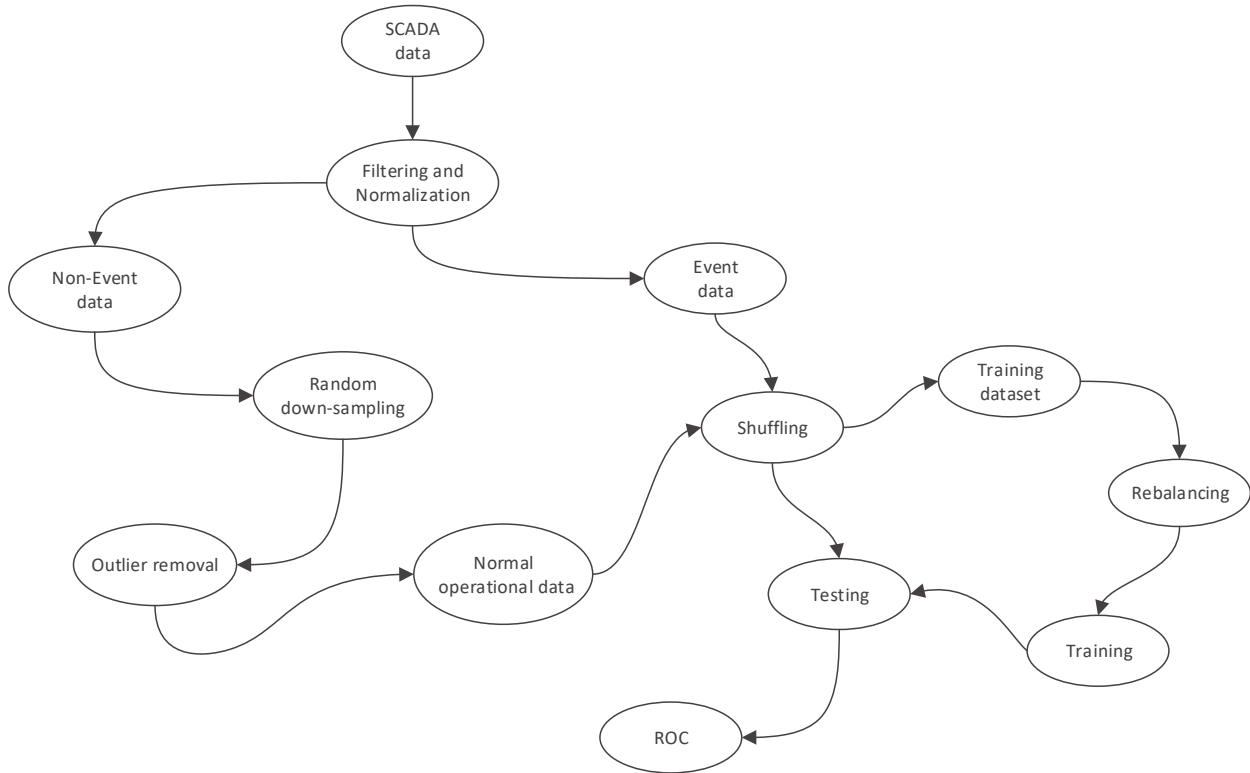 SCADA
data
Filtering and
Normalization
Non-Event
data
Event
data
Random
down-sampling
Training
dataset
Shuffling
Rebalancing
Outlier removal
Normal
operational data
Testing
Training
ROC